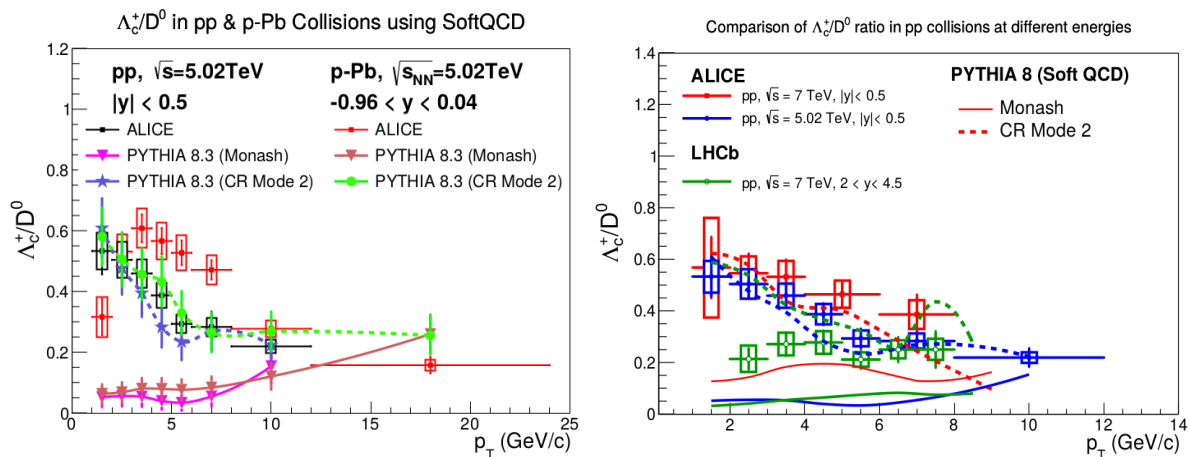 Λc+/D0 in pp & p-Pb Collisions using SoftQCD
Λc+/D0
1.2
1
0.8
0.6
0.4
0.2
0
pp, √s=5.02TeV
|y| < 0.5
ALICE
PYTHIA 8.3 (Monash)
PYTHIA 8.3 (CR Mode 2)
p-Pb, √sNN=5.02TeV
-0.96 < y < 0.04
ALICE
PYTHIA 8.3 (Monash)
PYTHIA 8.3 (CR Mode 2)
0 5 10 15 20 25
pT (GeV/c)
Comparison of Λc+/D0 ratio in pp collisions at different energies
Λc+/D0
1.4
1.2
1
0.8
0.6
0.4
0.2
0
ALICE
pp, √s = 7 TeV, |y|< 0.5
pp, √s = 5.02 TeV, |y|< 0.5
LHCb
pp, √s = 7 TeV, 2 < y< 4.5
PYTHIA 8 (Soft QCD)
Monash
CR Mode 2
0 2 4 6 8 10 12 14
pT (GeV/c)